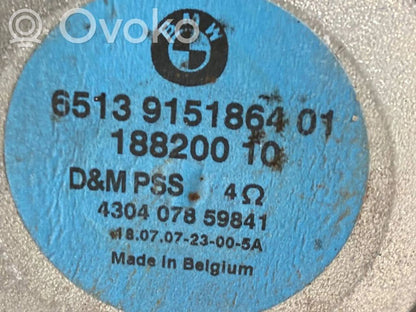 Ovoko
BMW
6513 9151864 01
188200 10
D&M PSS 4Ω
4304 078 59841
18.07.07-23-00-5A
Made in Belgium